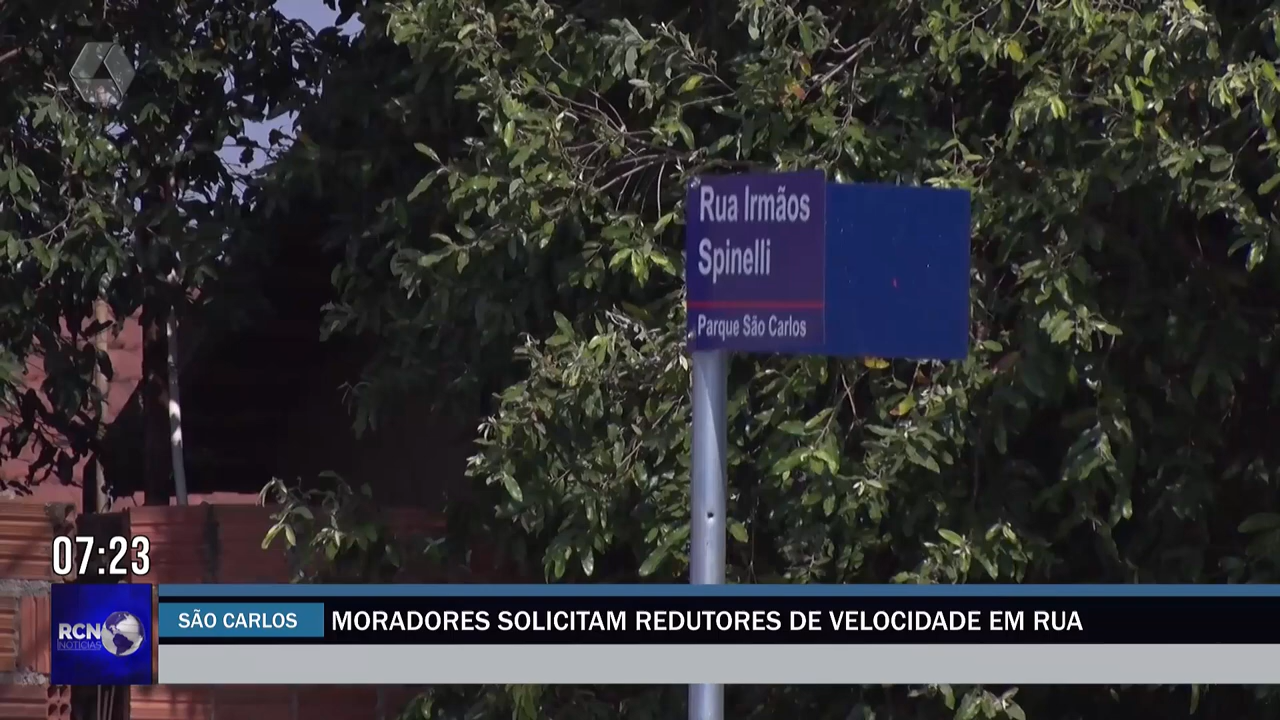 Rua Irmãos
Spinelli
Parque São Carlos
07:23
RCN
NOTÍCIAS
SÃO CARLOS
MORADORES SOLICITAM REDUTORES DE VELOCIDADE EM RUA